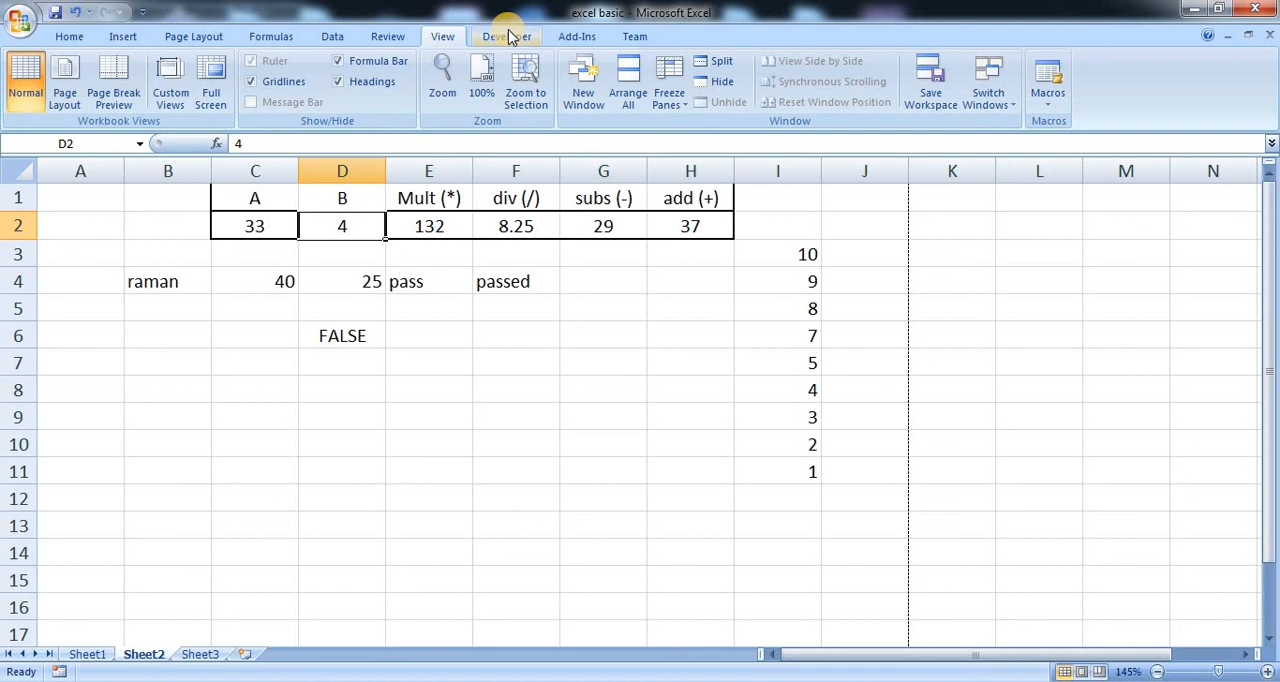 excel basic - Microsoft Excel
Home Insert Page Layout Formulas Data Review View Developer Add-Ins Team
Normal Page Layout Page Break Preview Custom Views Full Screen
Workbook Views
Ruler Formula Bar
Gridlines Headings
Message Bar
Show/Hide
Zoom 100% Zoom to Selection
Zoom
New Window Arrange All Freeze Panes
Split
Hide
Unhide
View Side by Side
Synchronous Scrolling
Reset Window Position
Save Workspace Switch Windows
Window
Macros
Macros
D2 fx 4
A B C D E F G H I J K L M N
1 A B Mult (*) div (/) subs (-) add (+)
2 33 4 132 8.25 29 37
3 10
4 raman 40 25 pass passed 9
5 8
6 FALSE 7
7 5
8 4
9 3
10 2
11 1
12
13
14
15
16
17
Sheet1 Sheet2 Sheet3
Ready 145%